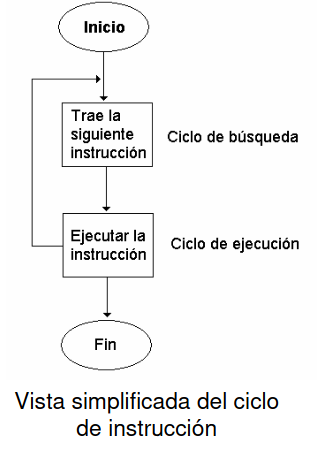 Inicio
Trae la
siguiente
instrucción
Ciclo de búsqueda
Ejecutar la
instrucción
Ciclo de ejecución
Fin
Vista simplificada del ciclo
de instrucción